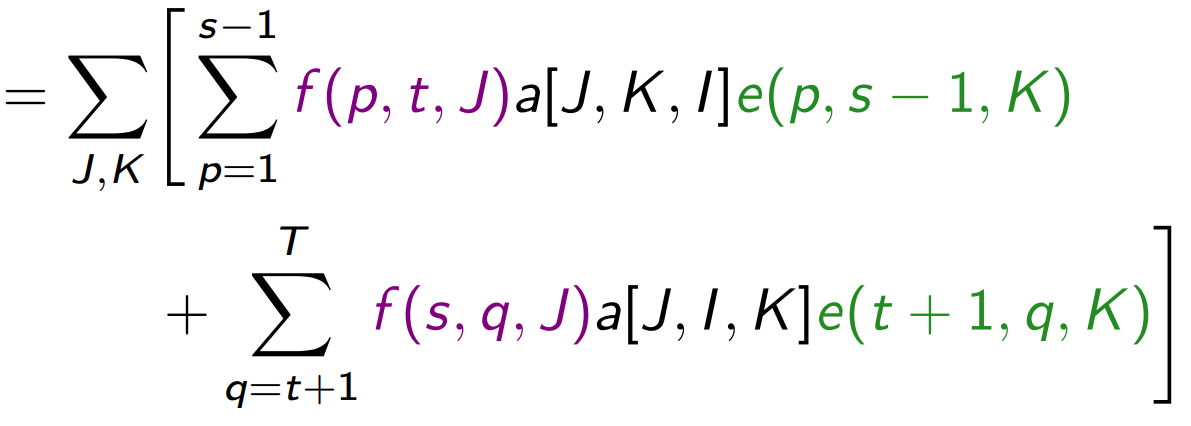 = ∑_{J,K} [ ∑_{p=1}^{s−1} f(p, t, J)a[J, K, I]e(p, s − 1, K)
+ ∑_{q=t+1}^{T} f(s, q, J)a[J, I, K]e(t + 1, q, K) ]